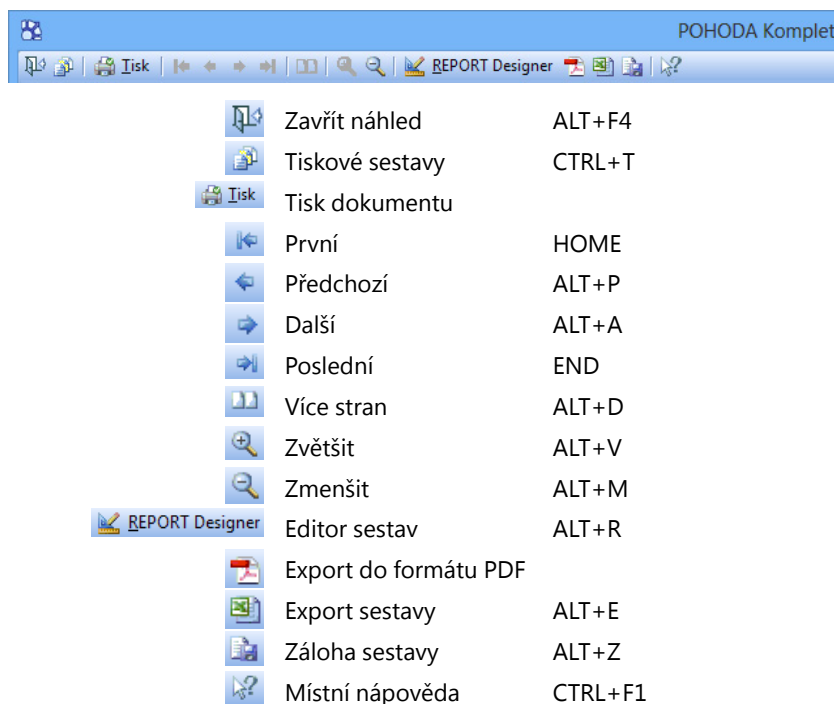 POHODA Komplet
Tisk REPORT Designer
Zavřít náhled ALT+F4
Tiskové sestavy CTRL+T
Tisk Tisk dokumentu
První HOME
Předchozí ALT+P
Další ALT+A
Poslední END
Více stran ALT+D
Zvětšit ALT+V
Zmenšit ALT+M
REPORT Designer Editor sestav ALT+R
Export do formátu PDF
Export sestavy ALT+E
Záloha sestavy ALT+Z
Místní nápověda CTRL+F1